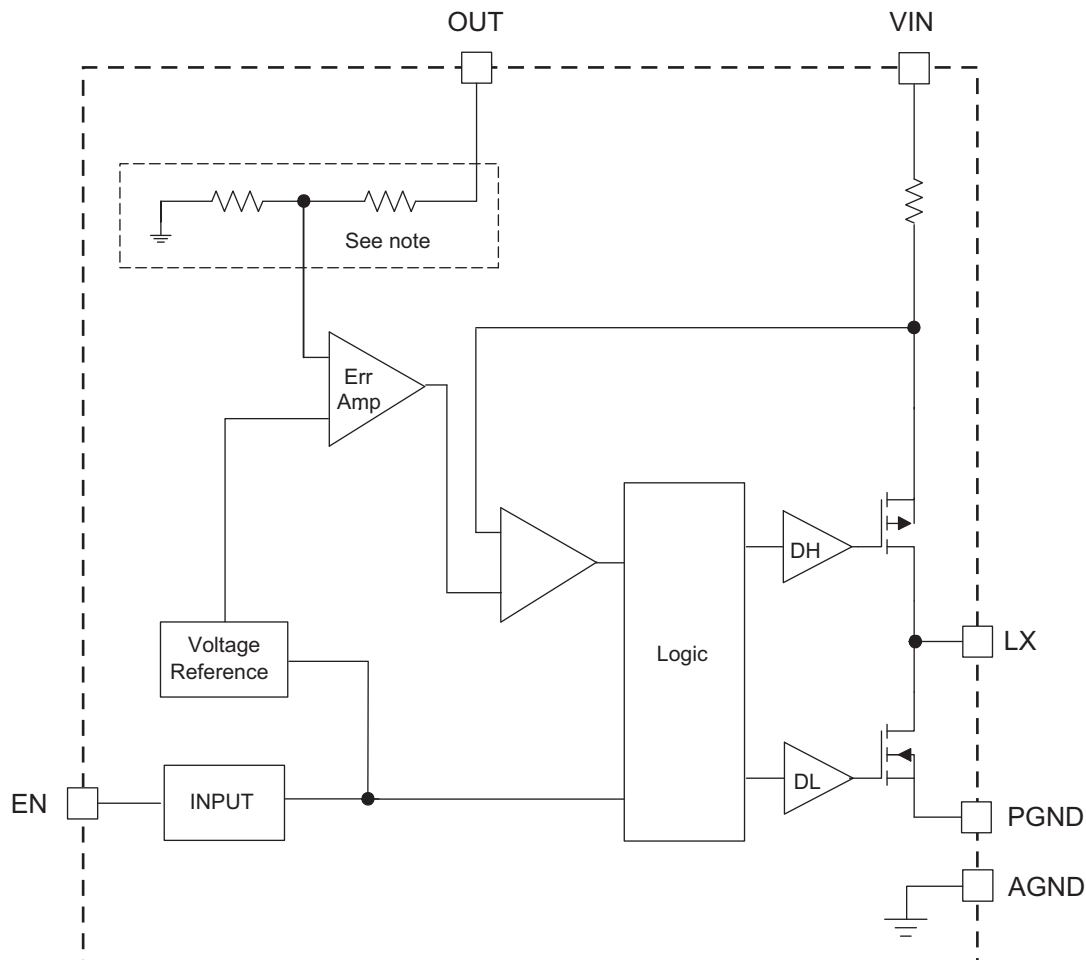 OUT
VIN
See note
Err
Amp
DH
Voltage
Reference
Logic
LX
EN
INPUT
DL
PGND
AGND